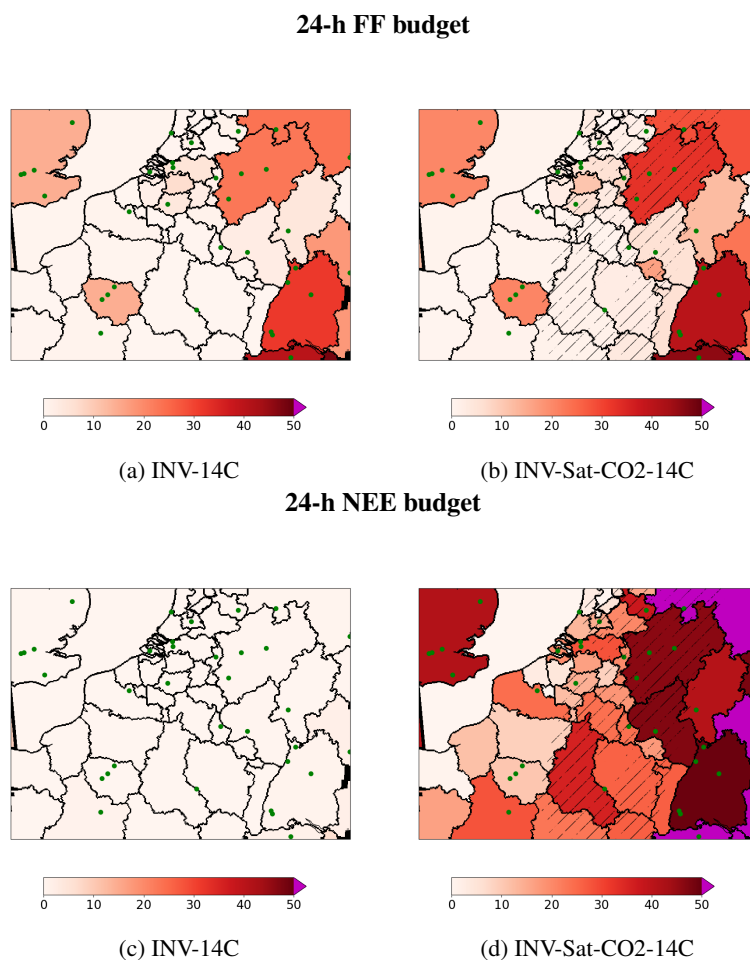 24-h FF budget
0 10 20 30 40 50
0 10 20 30 40 50
(a) INV-14C
(b) INV-Sat-CO2-14C
24-h NEE budget
0 10 20 30 40 50
0 10 20 30 40 50
(c) INV-14C
(d) INV-Sat-CO2-14C